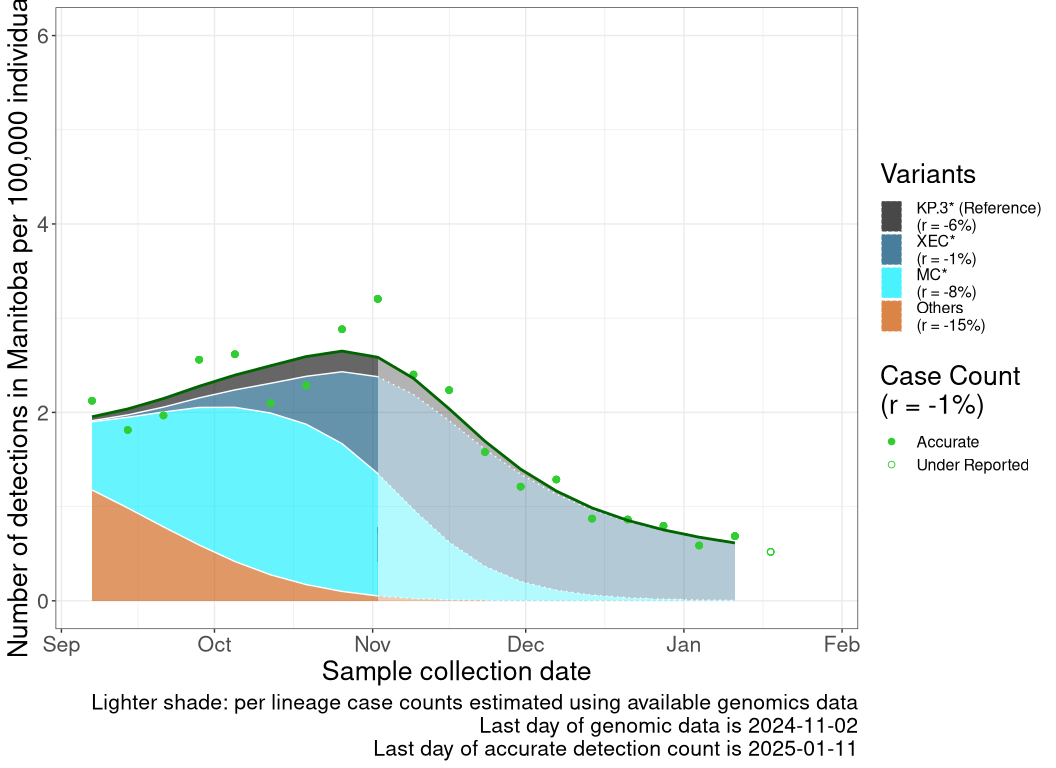 Number of detections in Manitoba per 100,000 individua
6
4
2
0
Sep Oct Nov Dec Jan Feb
Sample collection date
Lighter shade: per lineage case counts estimated using available genomics data
Last day of genomic data is 2024-11-02
Last day of accurate detection count is 2025-01-11
Variants
KP.3* (Reference)
(r = -6%)
XEC*
(r = -1%)
MC*
(r = -8%)
Others
(r = -15%)
Case Count
(r = -1%)
Accurate
Under Reported